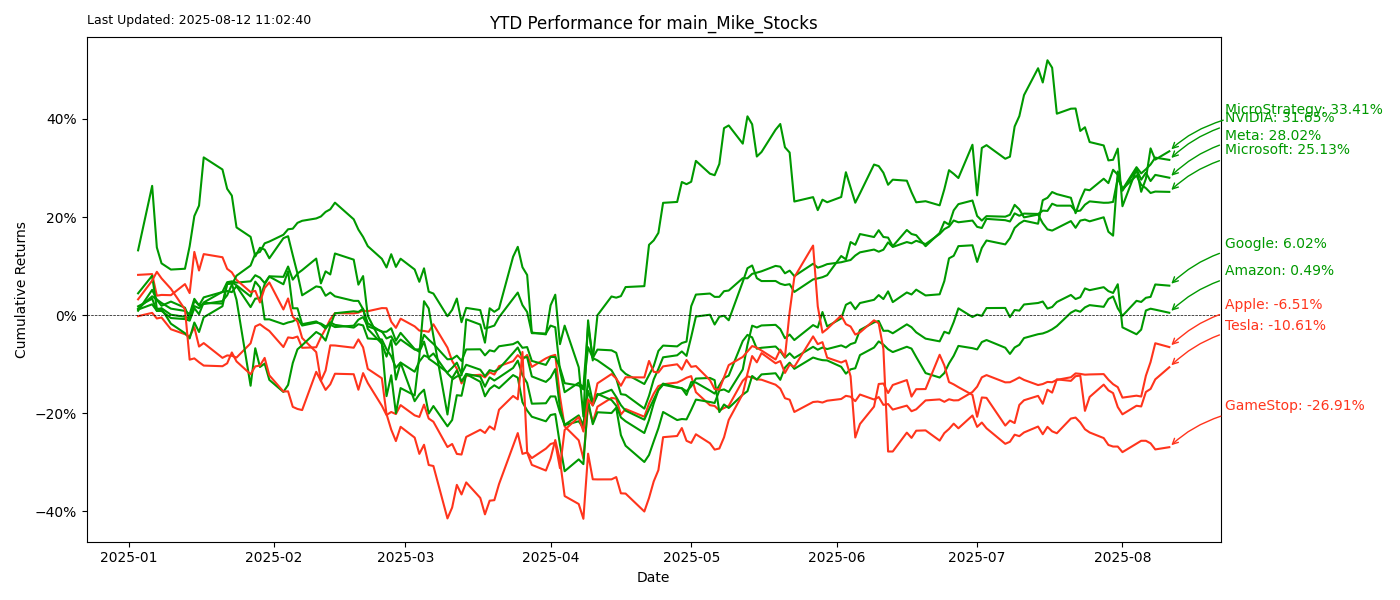 Last Updated: 2025-08-12 11:02:40
YTD Performance for main_Mike_Stocks
Cumulative Returns
40%
20%
0%
−20%
−40%
MicroStrategy: 33.41%
NVIDIA: 31.65%
Meta: 28.02%
Microsoft: 25.13%
Google: 6.02%
Amazon: 0.49%
Apple: -6.51%
Tesla: -10.61%
GameStop: -26.91%
2025-01
2025-02
2025-03
2025-04
2025-05
2025-06
2025-07
2025-08
Date